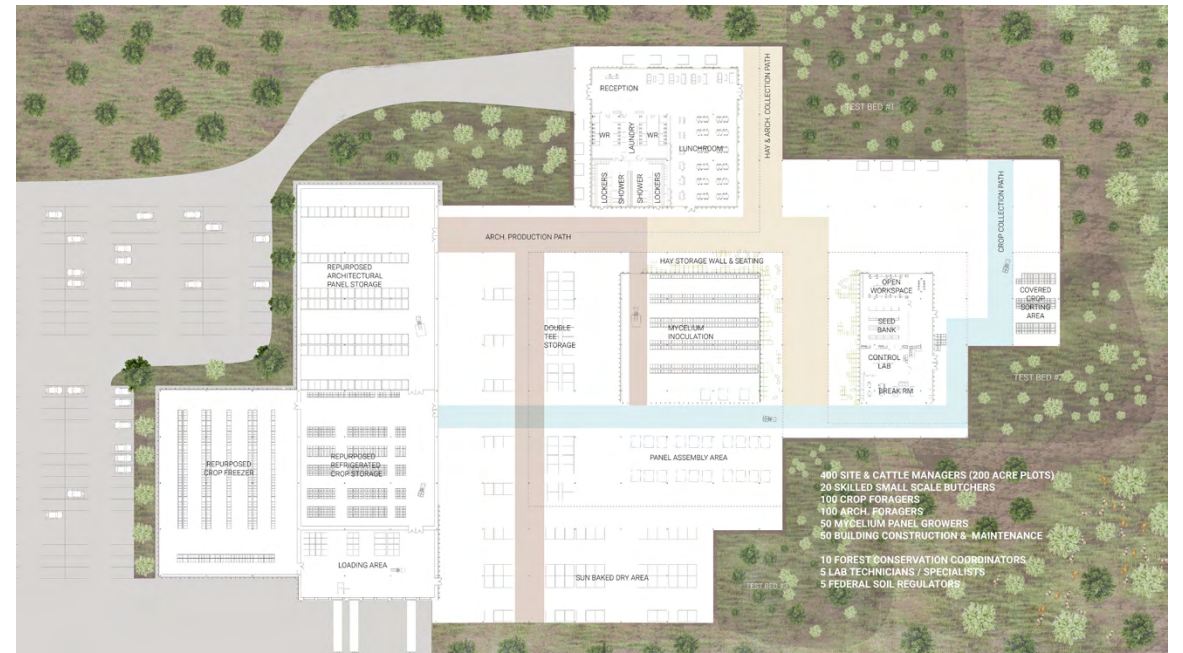 RECEPTION
WR
LAUNDRY
WR
LUNCHROOM
LOCKERS
SHOWER
SHOWER
LOCKERS
HAY & ARCH. COLLECTION PATH
TEST BED #1
CROP COLLECTION PATH
ARCH. PRODUCTION PATH
HAY STORAGE WALL & SEATING
REPURPOSED
ARCHITECTURAL
PANEL STORAGE
DOUBLE
TEE
STORAGE
MYCELIUM
INOCULATION
OPEN
WORKSPACE
SEED
BANK
CONTROL
LAB
BREAK RM
COVERED
CROP
SORTING
AREA
TEST BED #2
REPURPOSED
CROP FREEZER
REPURPOSED
REFRIGERATED
CROP STORAGE
PANEL ASSEMBLY AREA
LOADING AREA
SUN BAKED DRY AREA
TEST BED
400 SITE & CATTLE MANAGERS (200 ACRE PLOTS)
20 SKILLED SMALL SCALE BUTCHERS
100 CROP FORAGERS
100 ARCH. FORAGERS
50 MYCELIUM PANEL GROWERS
50 BUILDING CONSTRUCTION & MAINTENANCE
10 FOREST CONSERVATION COORDINATORS
5 LAB TECHNICIANS / SPECIALISTS
5 FEDERAL SOIL REGULATORS